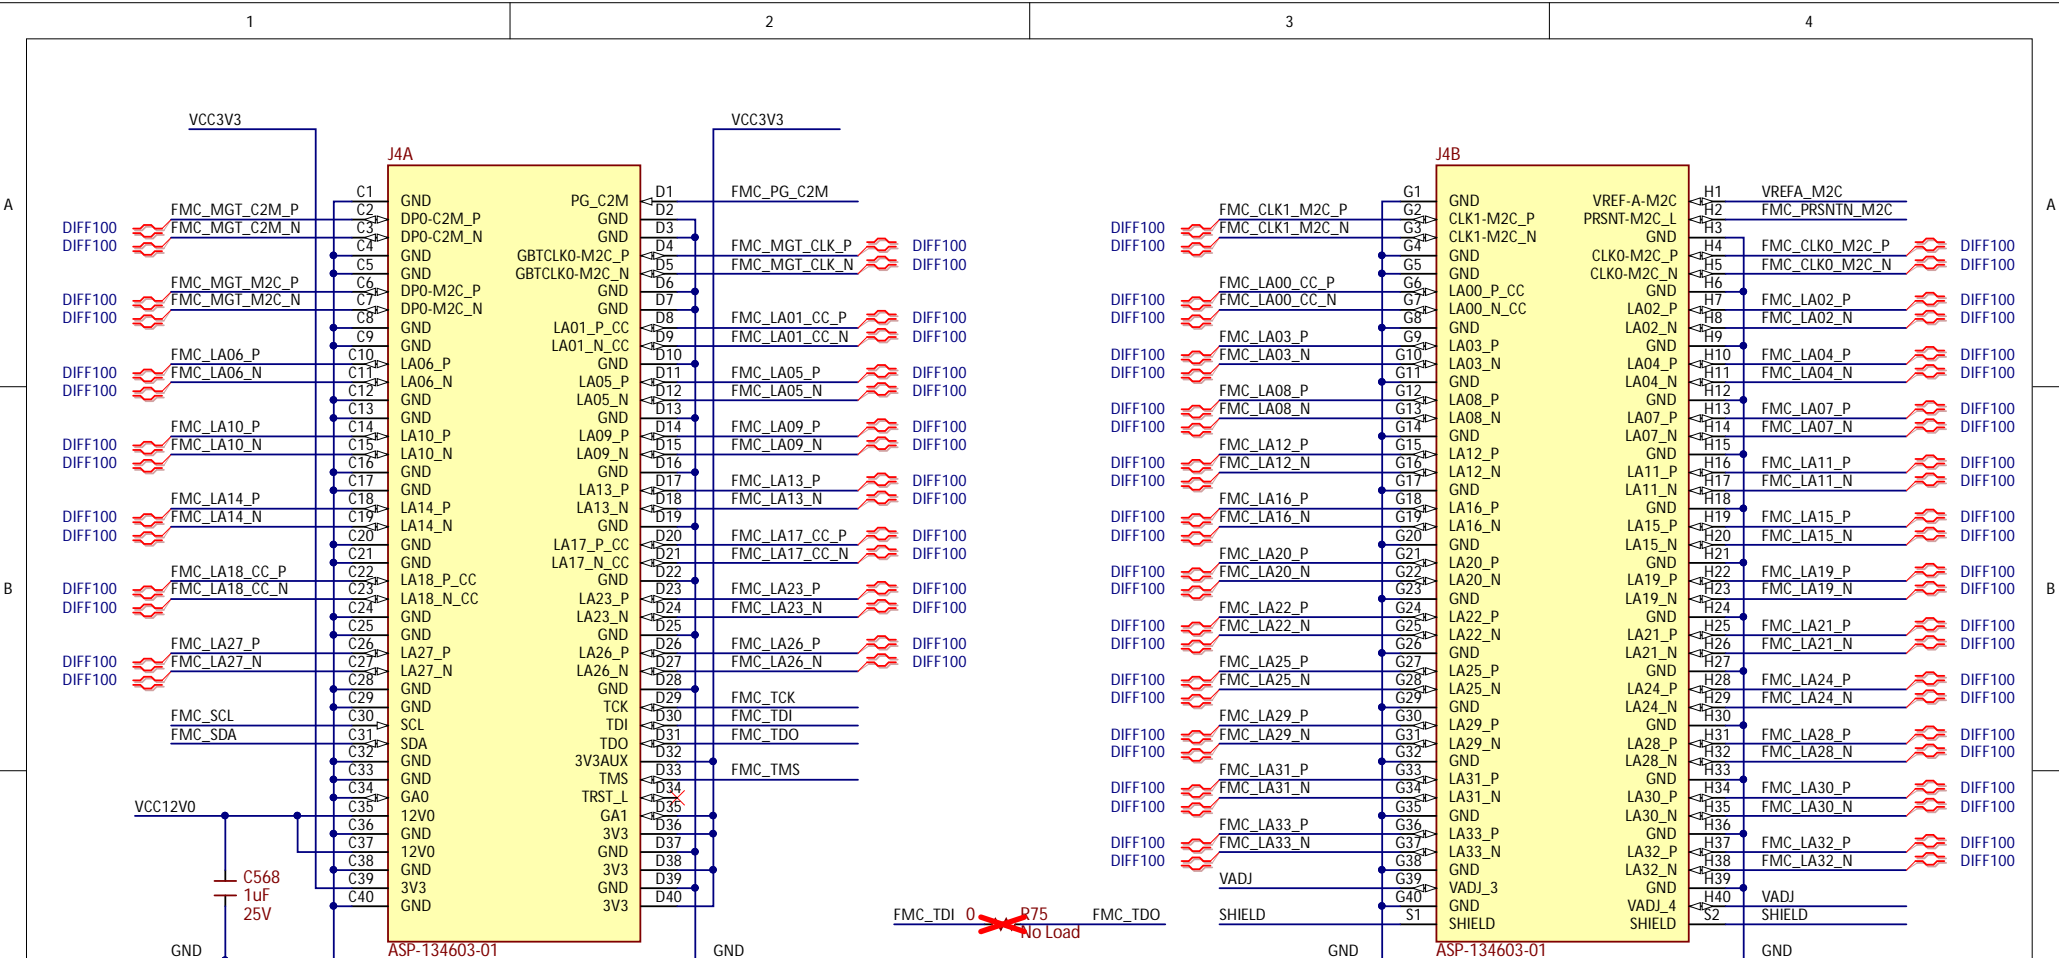 1 2 3 4
A A
B B
VCC3V3 VCC3V3
J4A
C1 GND PG_C2M D1 FMC_PG_C2M
FMC_MGT_C2M_P C2 DP0-C2M_P GND D2
DIFF100 FMC_MGT_C2M_N C3 DP0-C2M_N GND D3
DIFF100 C4 GND GBTCLK0-M2C_P D4 FMC_MGT_CLK_P DIFF100
C5 GND GBTCLK0-M2C_N D5 FMC_MGT_CLK_N DIFF100
FMC_MGT_M2C_P C6 DP0-M2C_P GND D6
DIFF100 FMC_MGT_M2C_N C7 DP0-M2C_N GND D7
DIFF100 C8 GND LA01_P_CC D8 FMC_LA01_CC_P DIFF100
C9 GND LA01_N_CC D9 FMC_LA01_CC_N DIFF100
FMC_LA06_P C10 LA06_P GND D10
DIFF100 FMC_LA06_N C11 LA06_N LA05_P D11 FMC_LA05_P DIFF100
DIFF100 C12 GND LA05_N D12 FMC_LA05_N DIFF100
C13 GND GND D13
FMC_LA10_P C14 LA10_P LA09_P D14 FMC_LA09_P DIFF100
DIFF100 FMC_LA10_N C15 LA10_N LA09_N D15 FMC_LA09_N DIFF100
DIFF100 C16 GND GND D16
C17 GND LA13_P D17 FMC_LA13_P DIFF100
FMC_LA14_P C18 LA14_P LA13_N D18 FMC_LA13_N DIFF100
DIFF100 FMC_LA14_N C19 LA14_N GND D19
DIFF100 C20 GND LA17_P_CC D20 FMC_LA17_CC_P DIFF100
C21 GND LA17_N_CC D21 FMC_LA17_CC_N DIFF100
FMC_LA18_CC_P C22 LA18_P_CC GND D22
DIFF100 FMC_LA18_CC_N C23 LA18_N_CC LA23_P D23 FMC_LA23_P DIFF100
DIFF100 C24 GND LA23_N D24 FMC_LA23_N DIFF100
C25 GND GND D25
FMC_LA27_P C26 LA27_P LA26_P D26 FMC_LA26_P DIFF100
DIFF100 FMC_LA27_N C27 LA27_N LA26_N D27 FMC_LA26_N DIFF100
DIFF100 C28 GND GND D28
C29 GND TCK D29 FMC_TCK
FMC_SCL C30 SCL TDI D30 FMC_TDI
FMC_SDA C31 SDA TDO D31 FMC_TDO
C32 GND 3V3AUX D32
C33 GND TMS D33 FMC_TMS
C34 GA0 TRST_L D34
VCC12V0 C35 12V0 GA1 D35
C36 GND 3V3 D36
C37 12V0 GND D37
C38 GND 3V3 D38
C39 3V3 GND D39
C40 GND 3V3 D40
C568
1uF
25V
GND ASP-134603-01 GND
FMC_TDI 0 R75 FMC_TDO
No Load
J4B
G1 GND VREF-A-M2C H1 VREFA_M2C
FMC_CLK1_M2C_P G2 CLK1-M2C_P PRSNT-M2C_L H2 FMC_PRSNTN_M2C
DIFF100 FMC_CLK1_M2C_N G3 CLK1-M2C_N GND H3
DIFF100 G4 GND CLK0-M2C_P H4 FMC_CLK0_M2C_P DIFF100
G5 GND CLK0-M2C_N H5 FMC_CLK0_M2C_N DIFF100
FMC_LA00_CC_P G6 LA00_P_CC GND H6
DIFF100 FMC_LA00_CC_N G7 LA00_N_CC LA02_P H7 FMC_LA02_P DIFF100
DIFF100 G8 GND LA02_N H8 FMC_LA02_N DIFF100
FMC_LA03_P G9 LA03_P GND H9
DIFF100 FMC_LA03_N G10 LA03_N LA04_P H10 FMC_LA04_P DIFF100
DIFF100 G11 GND LA04_N H11 FMC_LA04_N DIFF100
FMC_LA08_P G12 LA08_P GND H12
DIFF100 FMC_LA08_N G13 LA08_N LA07_P H13 FMC_LA07_P DIFF100
DIFF100 G14 GND LA07_N H14 FMC_LA07_N DIFF100
FMC_LA12_P G15 LA12_P GND H15
DIFF100 FMC_LA12_N G16 LA12_N LA11_P H16 FMC_LA11_P DIFF100
DIFF100 G17 GND LA11_N H17 FMC_LA11_N DIFF100
FMC_LA16_P G18 LA16_P GND H18
DIFF100 FMC_LA16_N G19 LA16_N LA15_P H19 FMC_LA15_P DIFF100
DIFF100 G20 GND LA15_N H20 FMC_LA15_N DIFF100
FMC_LA20_P G21 LA20_P GND H21
DIFF100 FMC_LA20_N G22 LA20_N LA19_P H22 FMC_LA19_P DIFF100
DIFF100 G23 GND LA19_N H23 FMC_LA19_N DIFF100
FMC_LA22_P G24 LA22_P GND H24
DIFF100 FMC_LA22_N G25 LA22_N LA21_P H25 FMC_LA21_P DIFF100
DIFF100 G26 GND LA21_N H26 FMC_LA21_N DIFF100
FMC_LA25_P G27 LA25_P GND H27
DIFF100 FMC_LA25_N G28 LA25_N LA24_P H28 FMC_LA24_P DIFF100
DIFF100 G29 GND LA24_N H29 FMC_LA24_N DIFF100
FMC_LA29_P G30 LA29_P GND H30
DIFF100 FMC_LA29_N G31 LA29_N LA28_P H31 FMC_LA28_P DIFF100
DIFF100 G32 GND LA28_N H32 FMC_LA28_N DIFF100
FMC_LA31_P G33 LA31_P GND H33
DIFF100 FMC_LA31_N G34 LA31_N LA30_P H34 FMC_LA30_P DIFF100
DIFF100 G35 GND LA30_N H35 FMC_LA30_N DIFF100
FMC_LA33_P G36 LA33_P GND H36
DIFF100 FMC_LA33_N G37 LA33_N LA32_P H37 FMC_LA32_P DIFF100
DIFF100 G38 GND LA32_N H38 FMC_LA32_N DIFF100
VADJ G39 VADJ_3 GND H39
G40 GND VADJ_4 H40 VADJ
SHIELD S1 SHIELD SHIELD S2 SHIELD
GND ASP-134603-01 GND